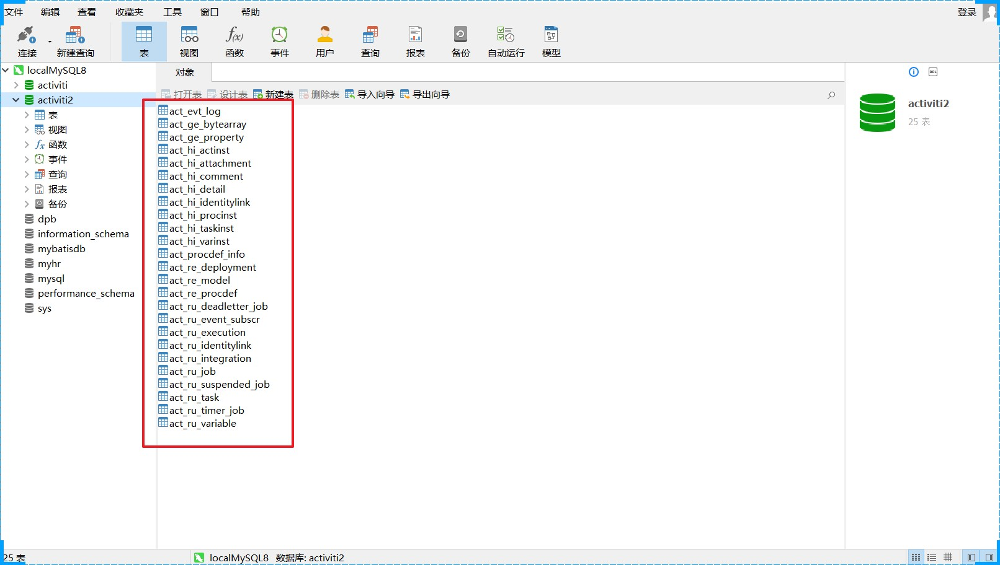 文件 编辑 查看 收藏夹 工具 窗口 帮助 登录
连接 新建查询 表 视图 函数 事件 用户 查询 报表 备份 自动运行 模型
localMySQL8
activiti
activiti2
表
视图
函数
事件
查询
报表
备份
dpb
information_schema
mybatisdb
myhr
mysql
performance_schema
sys
对象
打开表 设计表 新建表 删除表 导入向导 导出向导
act_evt_log
act_ge_bytearray
act_ge_property
act_hi_actinst
act_hi_attachment
act_hi_comment
act_hi_detail
act_hi_identitylink
act_hi_procinst
act_hi_taskinst
act_hi_varinst
act_procdef_info
act_re_deployment
act_re_model
act_re_procdef
act_ru_deadletter_job
act_ru_event_subscr
act_ru_execution
act_ru_identitylink
act_ru_integration
act_ru_job
act_ru_suspended_job
act_ru_task
act_ru_timer_job
act_ru_variable
DDL
activiti2
25 表
25 表 localMySQL8 数据库: activiti2